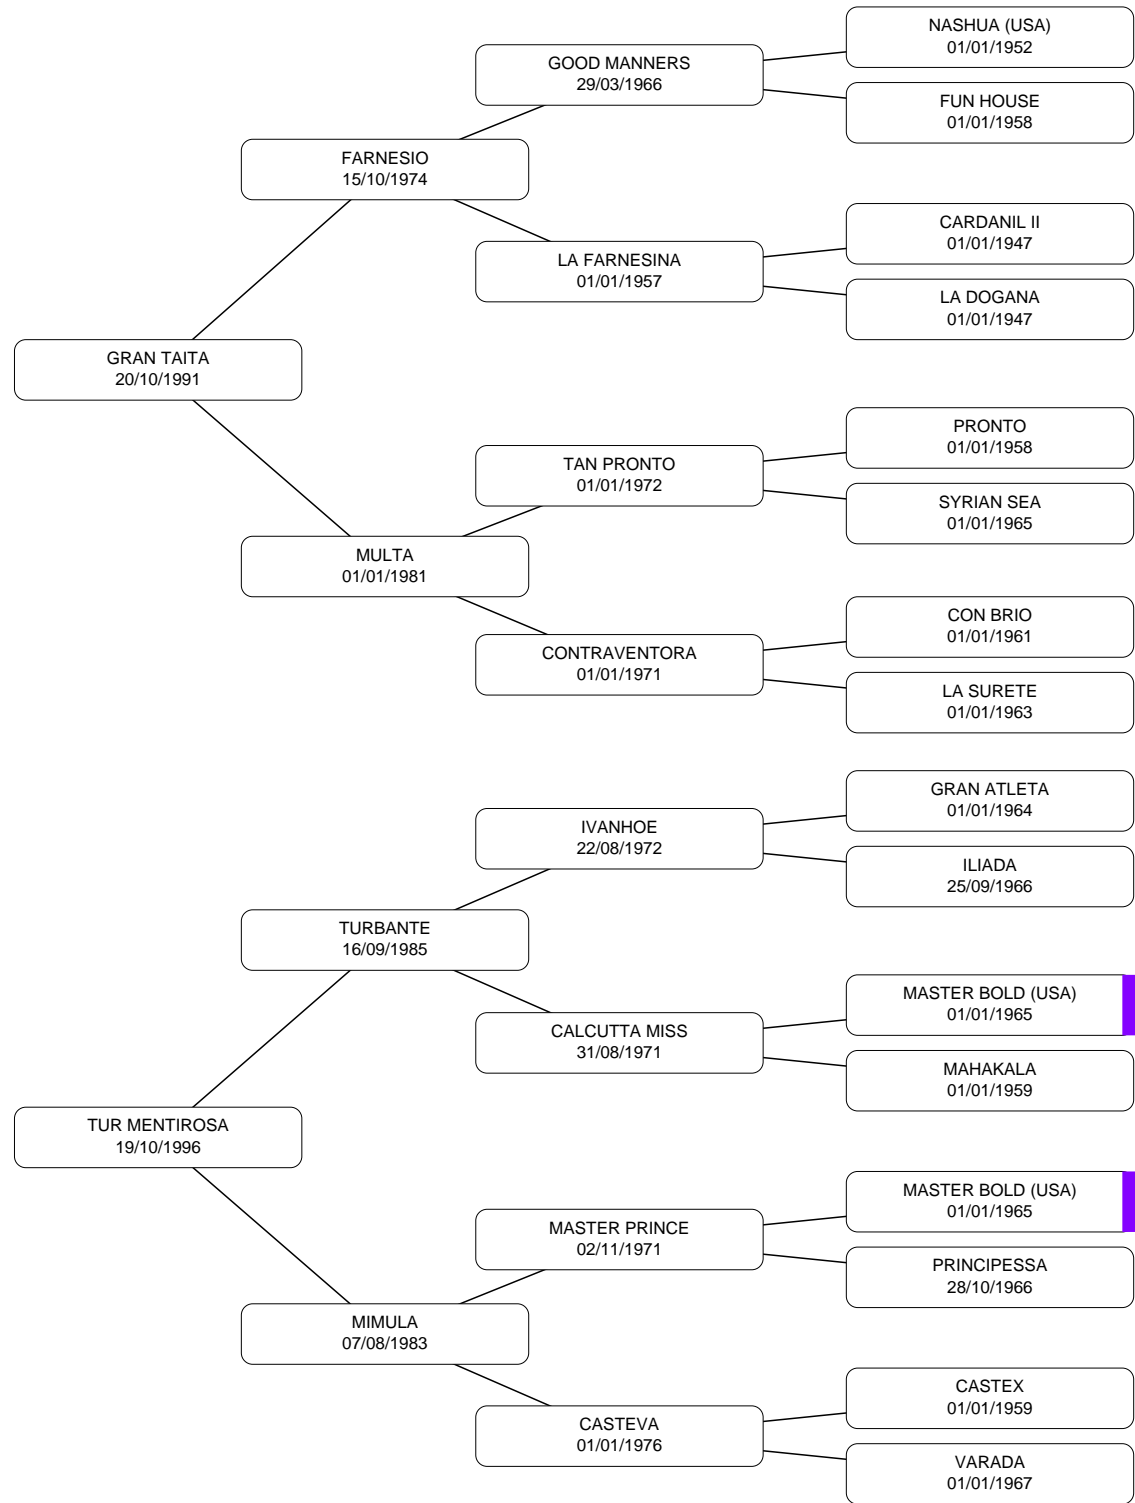 NASHUA (USA)
01/01/1952
GOOD MANNERS
29/03/1966
FUN HOUSE
01/01/1958
FARNESIO
15/10/1974
CARDANIL II
01/01/1947
LA FARNESINA
01/01/1957
LA DOGANA
01/01/1947
GRAN TAITA
20/10/1991
PRONTO
01/01/1958
TAN PRONTO
01/01/1972
SYRIAN SEA
01/01/1965
MULTA
01/01/1981
CON BRIO
01/01/1961
CONTRAVENTORA
01/01/1971
LA SURETE
01/01/1963
GRAN ATLETA
01/01/1964
IVANHOE
22/08/1972
ILIADA
25/09/1966
TURBANTE
16/09/1985
MASTER BOLD (USA)
01/01/1965
CALCUTTA MISS
31/08/1971
MAHAKALA
01/01/1959
TUR MENTIROSA
19/10/1996
MASTER BOLD (USA)
01/01/1965
MASTER PRINCE
02/11/1971
PRINCIPESSA
28/10/1966
MIMULA
07/08/1983
CASTEX
01/01/1959
CASTEVA
01/01/1976
VARADA
01/01/1967